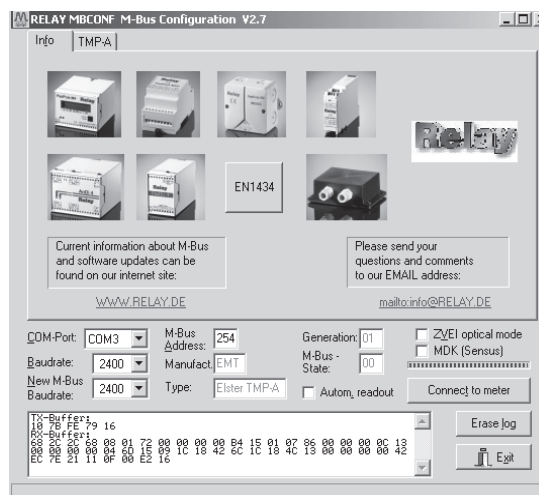 RELAY MBCONF M-Bus Configuration V2.7
Info TMP-A
Relay
EN1434
Current information about M-Bus
and software updates can be
found on our internet site:
WWW.RELAY.DE
Please send your
questions and comments
to our EMAIL address:
mailto:info@RELAY.DE
COM-Port: COM3
Baudrate: 2400
New M-Bus
Baudrate: 2400
M-Bus
Address: 254
Manufact. EMT
Type: Elster TMP-A
Generation: 01
M-Bus -
State: 00
Autom. readout
ZVEI optical mode
MDK (Sensus)
Connect to meter
TX-Buffer:
10 7B FE 79 16
RX-Buffer:
68 2C 2C 68 08 01 72 00 00 00 00 B4 15 01 07 86 00 00 00 0C 13
00 00 00 00 04 6D 15 09 1C 18 42 6C 1C 18 4C 13 00 00 00 00 42
EC 7E 21 11 0F 00 E2 16
Erase log
Exit